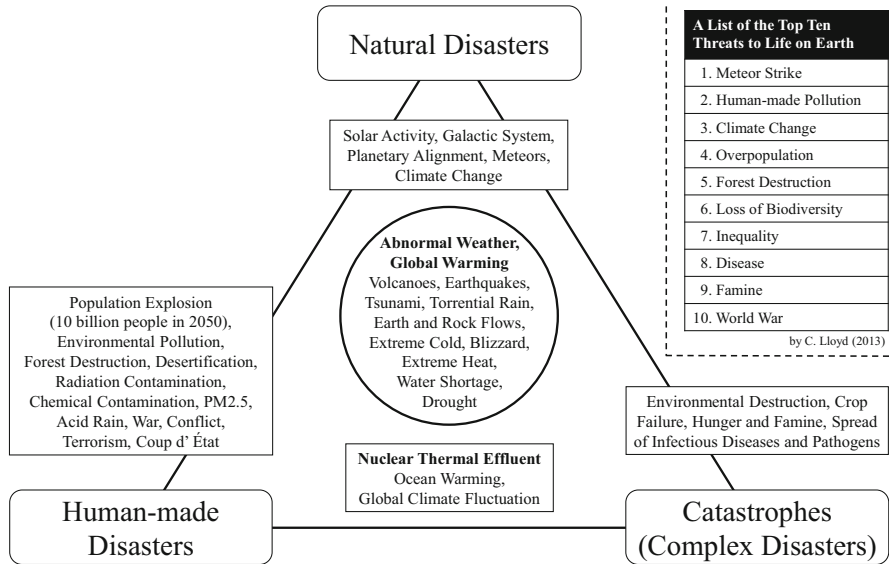 Natural Disasters
Solar Activity, Galactic System,
Planetary Alignment, Meteors,
Climate Change
A List of the Top Ten
Threats to Life on Earth
1. Meteor Strike
2. Human-made Pollution
3. Climate Change
4. Overpopulation
5. Forest Destruction
6. Loss of Biodiversity
7. Inequality
8. Disease
9. Famine
10. World War
by C. Lloyd (2013)
Abnormal Weather,
Global Warming
Volcanoes, Earthquakes,
Tsunami, Torrential Rain,
Earth and Rock Flows,
Extreme Cold, Blizzard,
Extreme Heat,
Water Shortage,
Drought
Population Explosion
(10 billion people in 2050),
Environmental Pollution,
Forest Destruction, Desertification,
Radiation Contamination,
Chemical Contamination, PM2.5,
Acid Rain, War, Conflict,
Terrorism, Coup d’ État
Environmental Destruction, Crop
Failure, Hunger and Famine, Spread
of Infectious Diseases and Pathogens
Nuclear Thermal Effluent
Ocean Warming,
Global Climate Fluctuation
Human-made
Disasters
Catastrophes
(Complex Disasters)